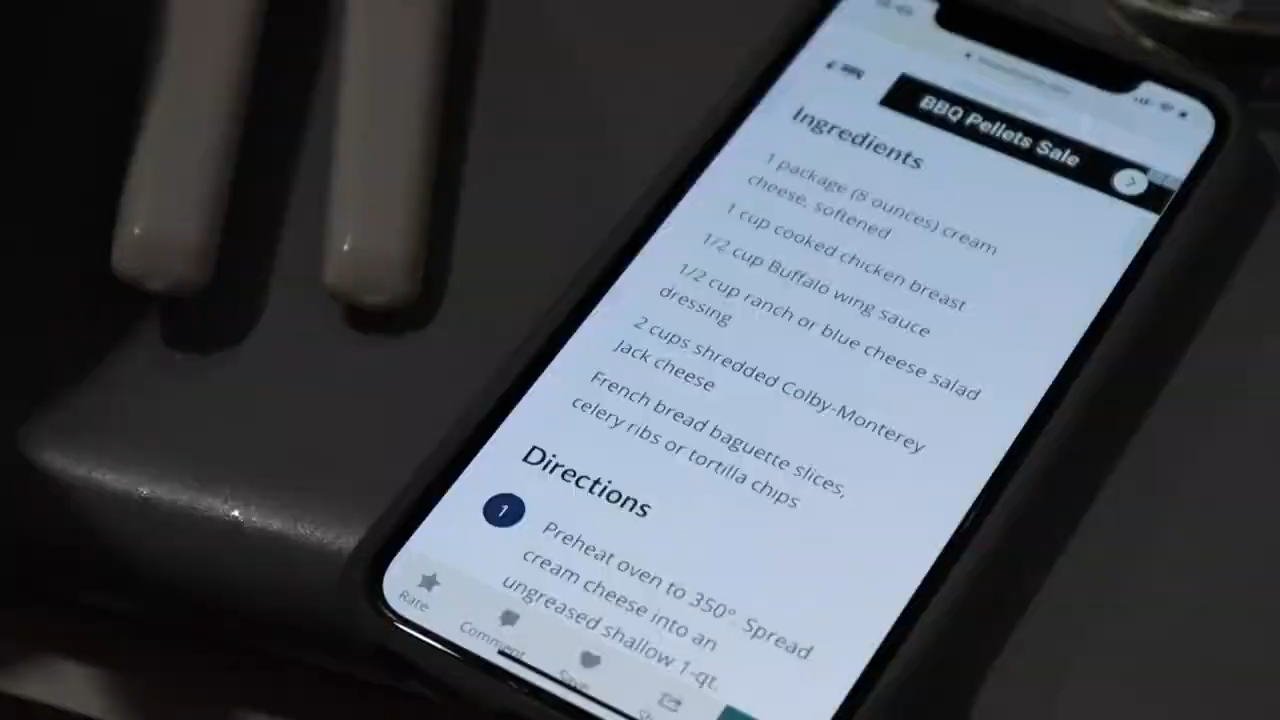 BBQ Pellets Sale
Ingredients
1 package (8 ounces) cream
cheese, softened
1 cup cooked chicken breast
1/2 cup Buffalo wing sauce
1/2 cup ranch or blue cheese salad
dressing
2 cups shredded Colby-Monterey
Jack cheese
French bread baguette slices,
celery ribs or tortilla chips
Directions
1
Preheat oven to 350° Spread
cream cheese into an
ungreased shallow 1-qt.
Rate
Comment
Save